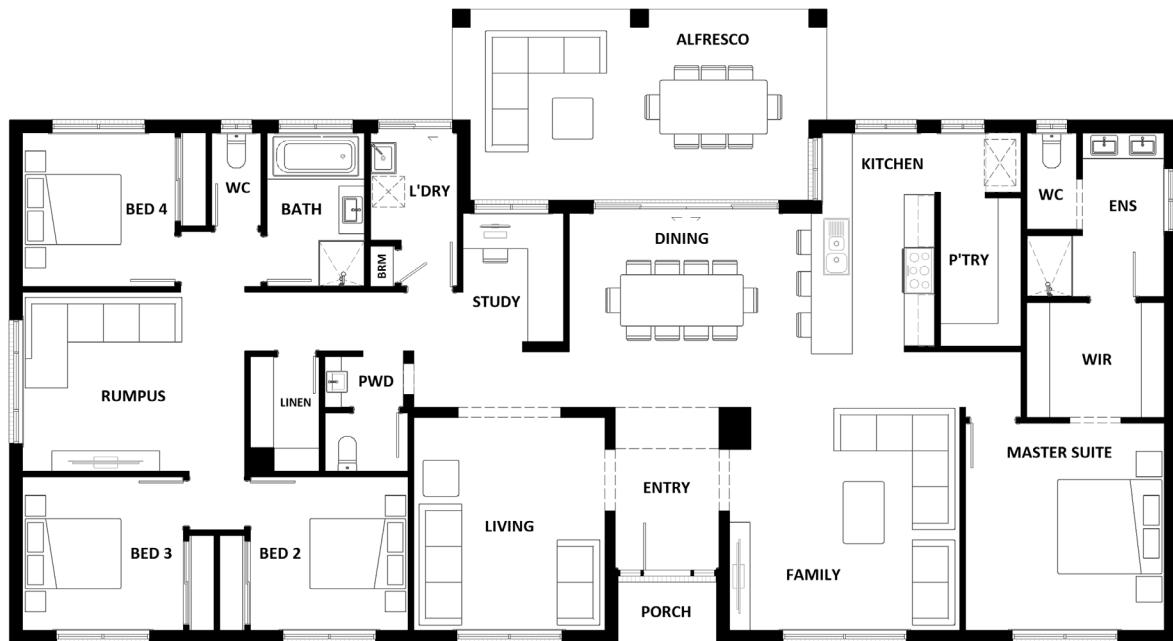 ALFRESCO
KITCHEN
BED 4
WC
BATH
L'DRY
WC
ENS
DINING
BRM
P'TRY
STUDY
RUMPUS
LINEN
PWD
WIR
MASTER SUITE
ENTRY
LIVING
BED 3
BED 2
FAMILY
PORCH